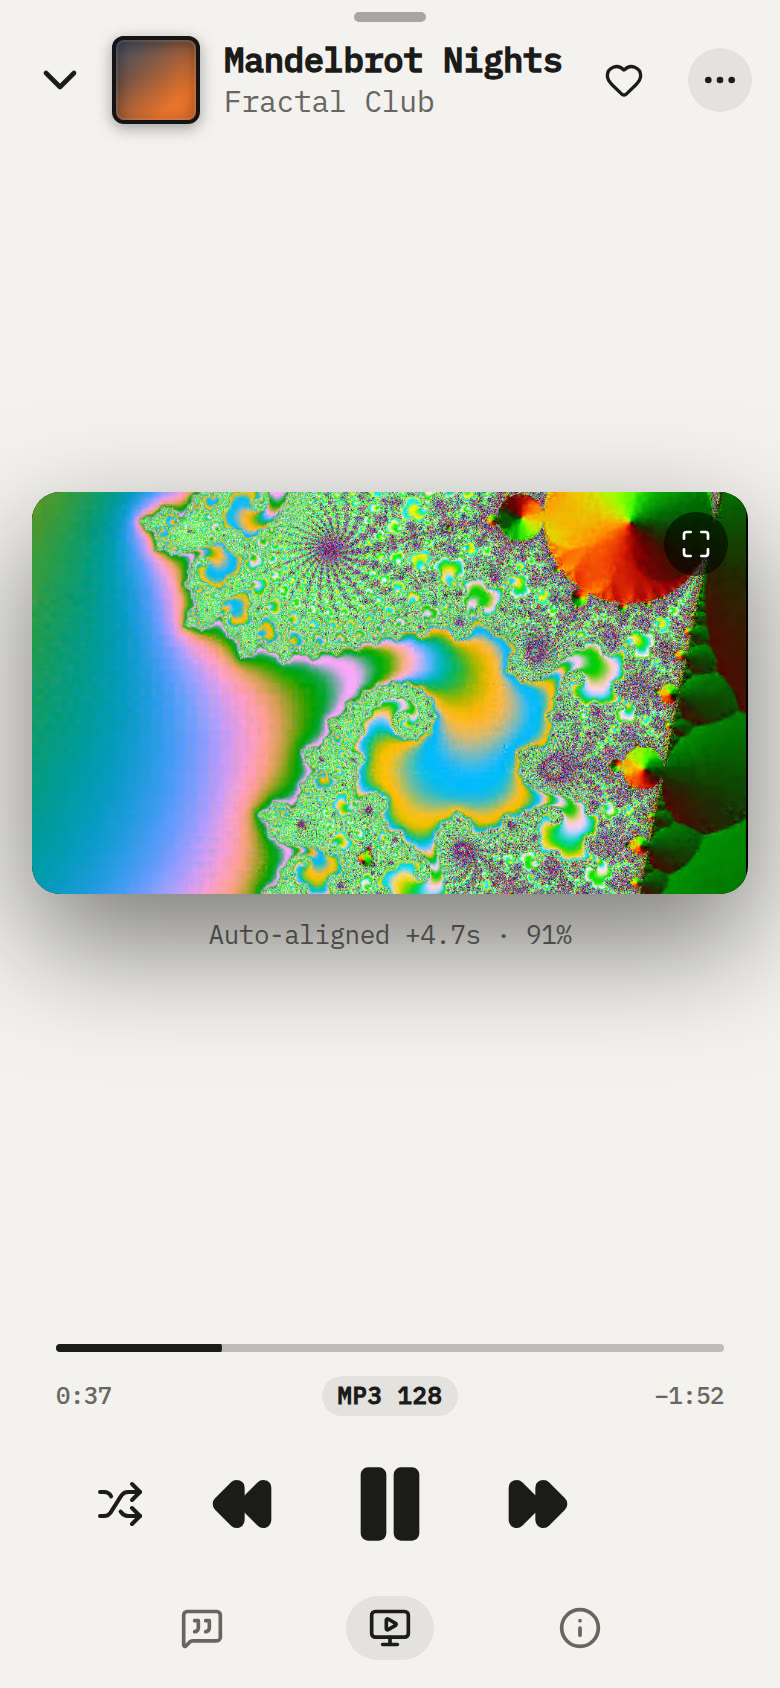 Mandelbrot Nights
Fractal Club
Auto-aligned +4.7s · 91%
0:37
MP3 128
−1:52